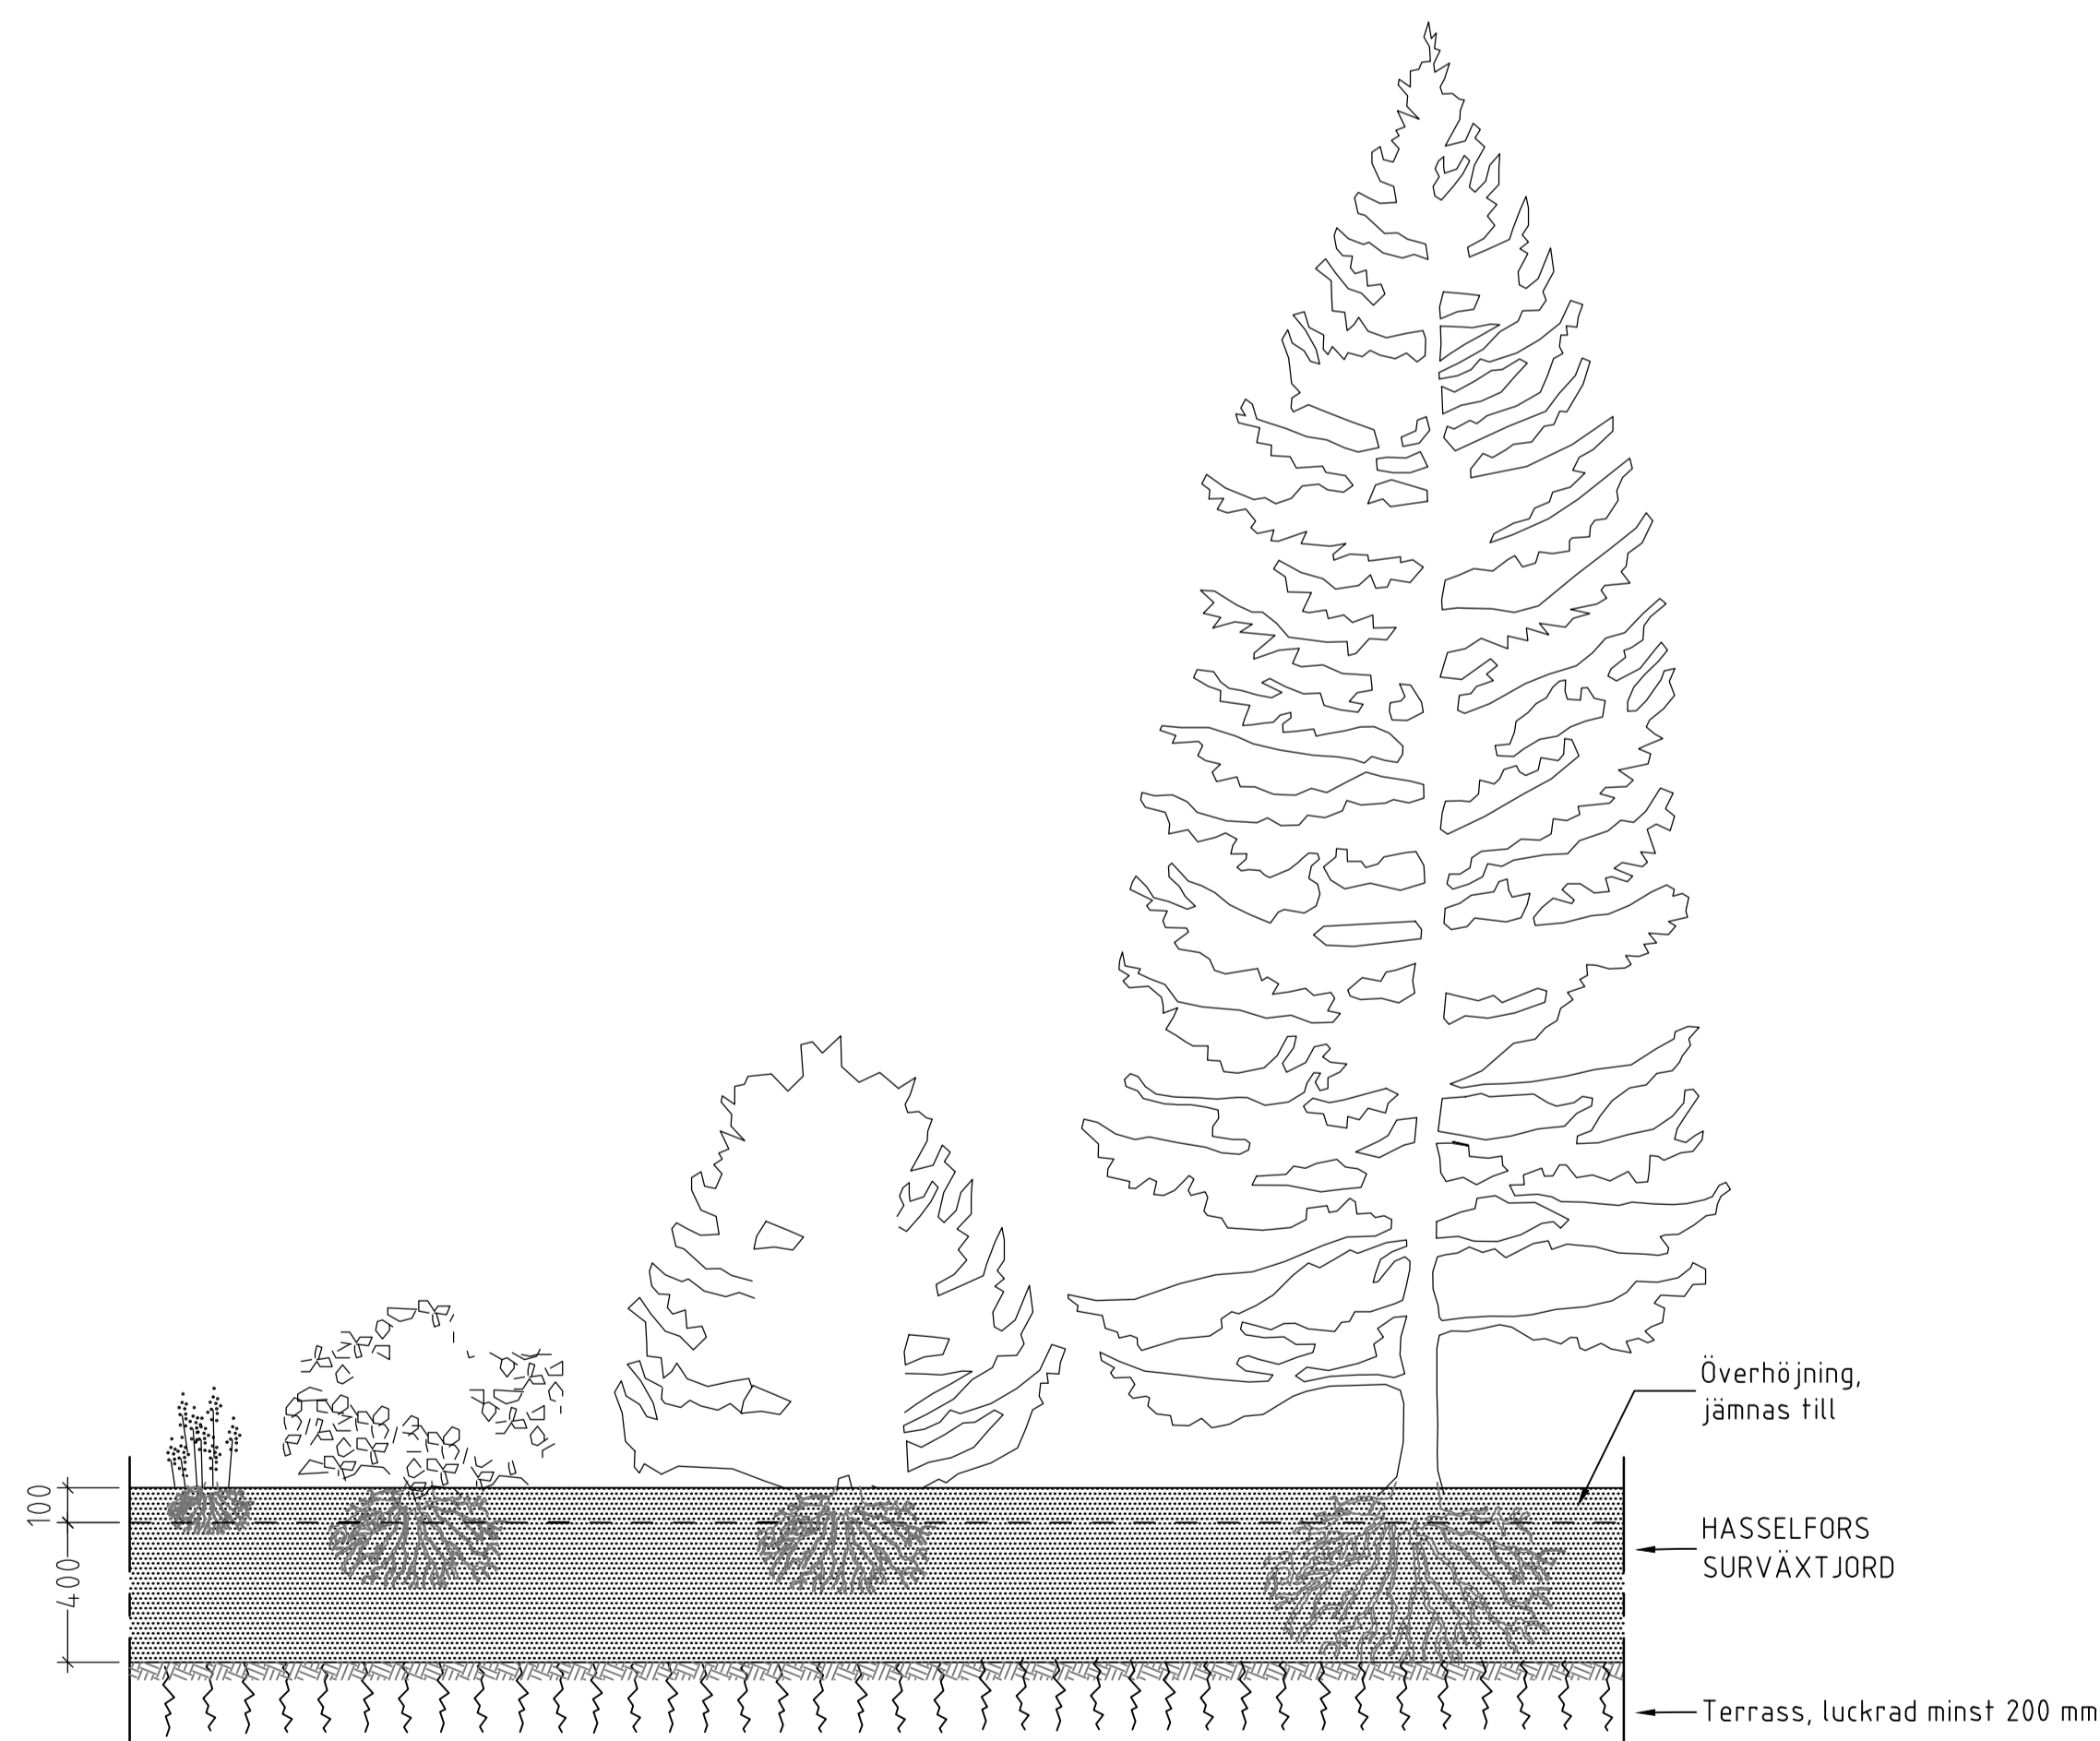 Överhöjning,
jämnas till
100
HASSELFORS
SURVÄXTJORD
400
Terrass, luckrad minst 200 mm